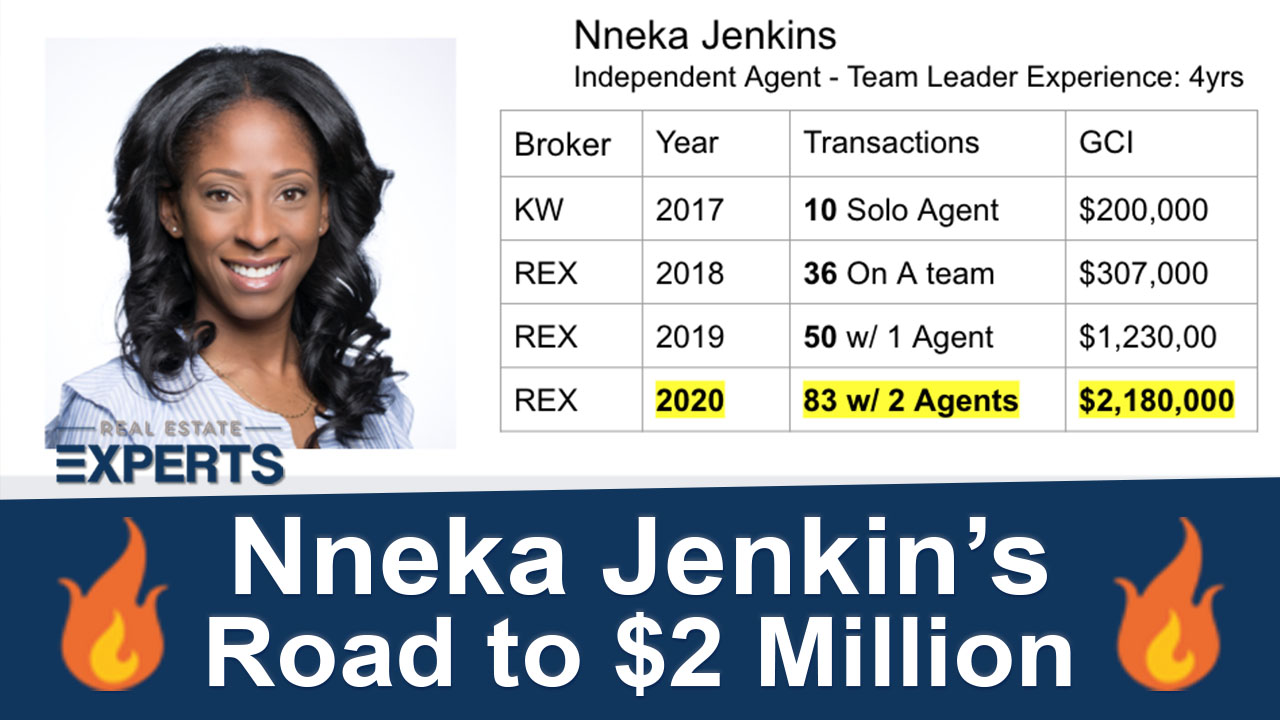 Nneka Jenkins
Independent Agent - Team Leader Experience: 4yrs
Broker Year Transactions GCI
KW 2017 10 Solo Agent $200,000
REX 2018 36 On A team $307,000
REX 2019 50 w/ 1 Agent $1,230,00
REX 2020 83 w/ 2 Agents $2,180,000
REAL ESTATE
EXPERTS
Nneka Jenkin’s
Road to $2 Million